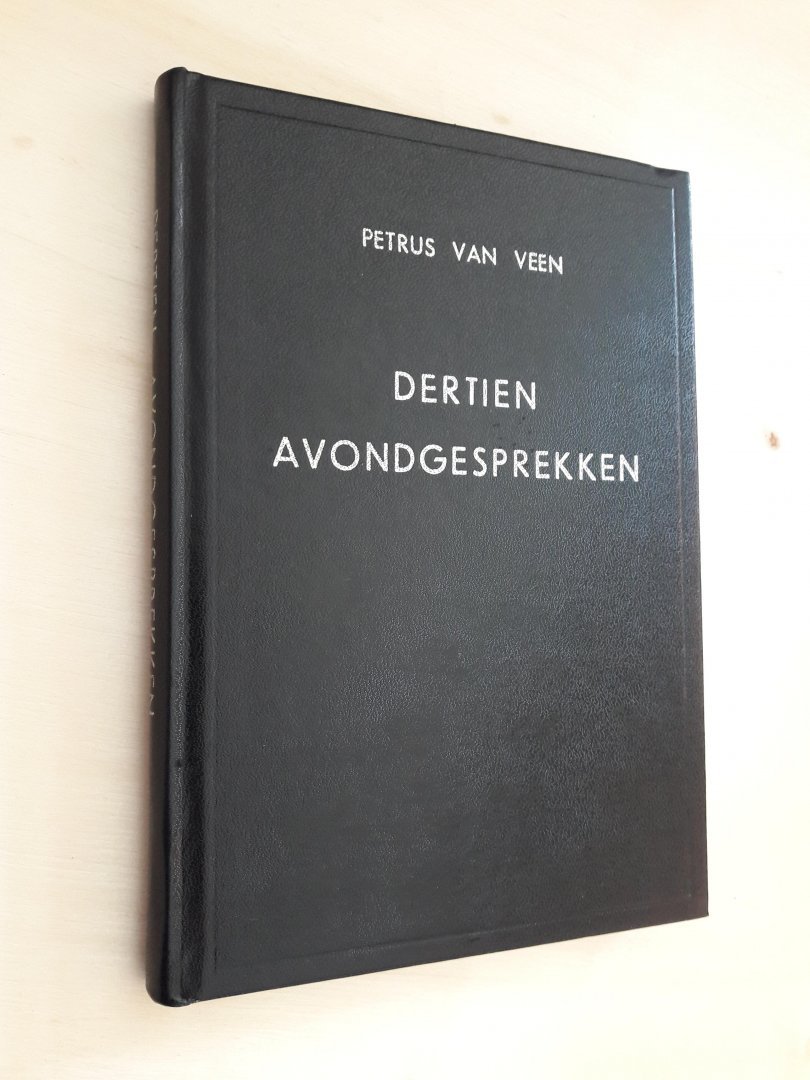 PETRUS VAN VEEN
DERTIEN
AVONDGESPREKKEN
DERTIEN AVONDGESPREKKEN